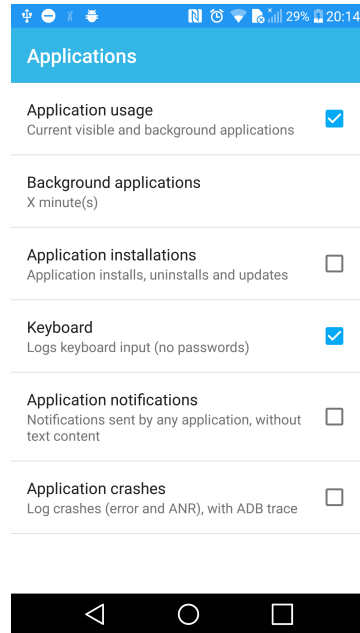 29% 20:14
Applications
Application usage
Current visible and background applications
Background applications
X minute(s)
Application installations
Application installs, uninstalls and updates
Keyboard
Logs keyboard input (no passwords)
Application notifications
Notifications sent by any application, without
text content
Application crashes
Log crashes (error and ANR), with ADB trace